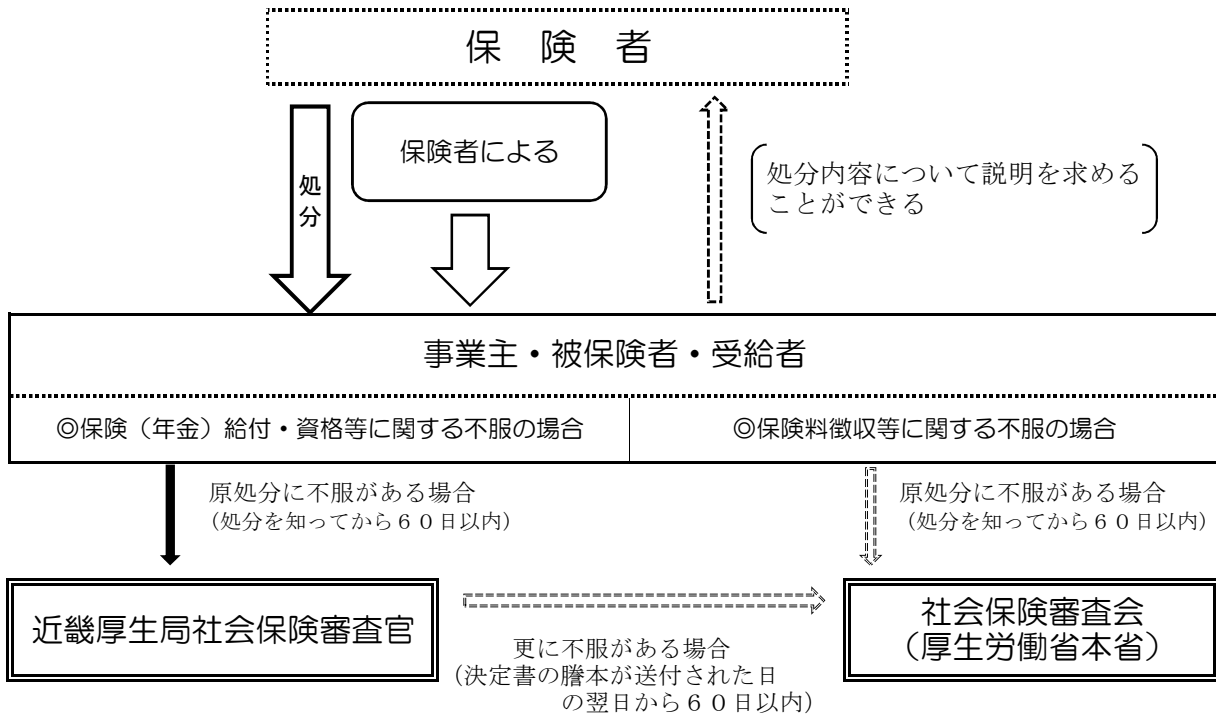 保　険　者
処分
保険者による
処分内容について説明を求める
ことができる
事業主・被保険者・受給者
◎保険（年金）給付・資格等に関する不服の場合
◎保険料徴収等に関する不服の場合
原処分に不服がある場合
（処分を知ってから６０日以内）
原処分に不服がある場合
（処分を知ってから６０日以内）
近畿厚生局社会保険審査官
更に不服がある場合
（決定書の謄本が送付された日
の翌日から６０日以内）
社会保険審査会
（厚生労働省本省）